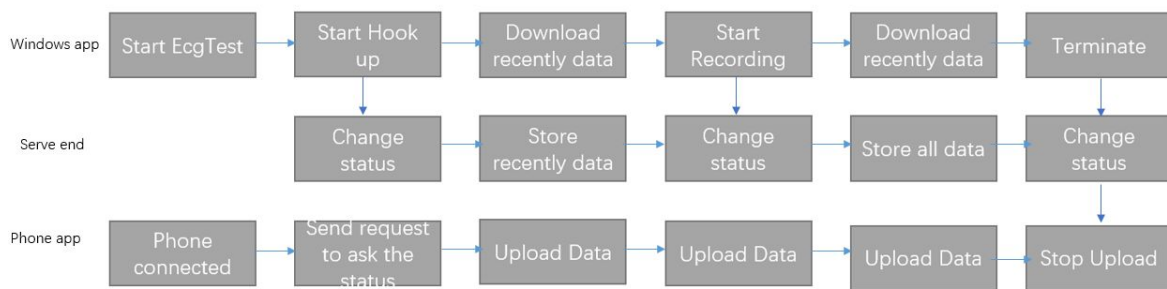 Windows app
Start EcgTest
Start Hook
up
Download
recently data
Start
Recording
Download
recently data
Terminate
Serve end
Change
status
Store
recently data
Change
status
Store all data
Change
status
Phone app
Phone
connected
Send request
to ask the
status
Upload Data
Upload Data
Upload Data
Stop Upload